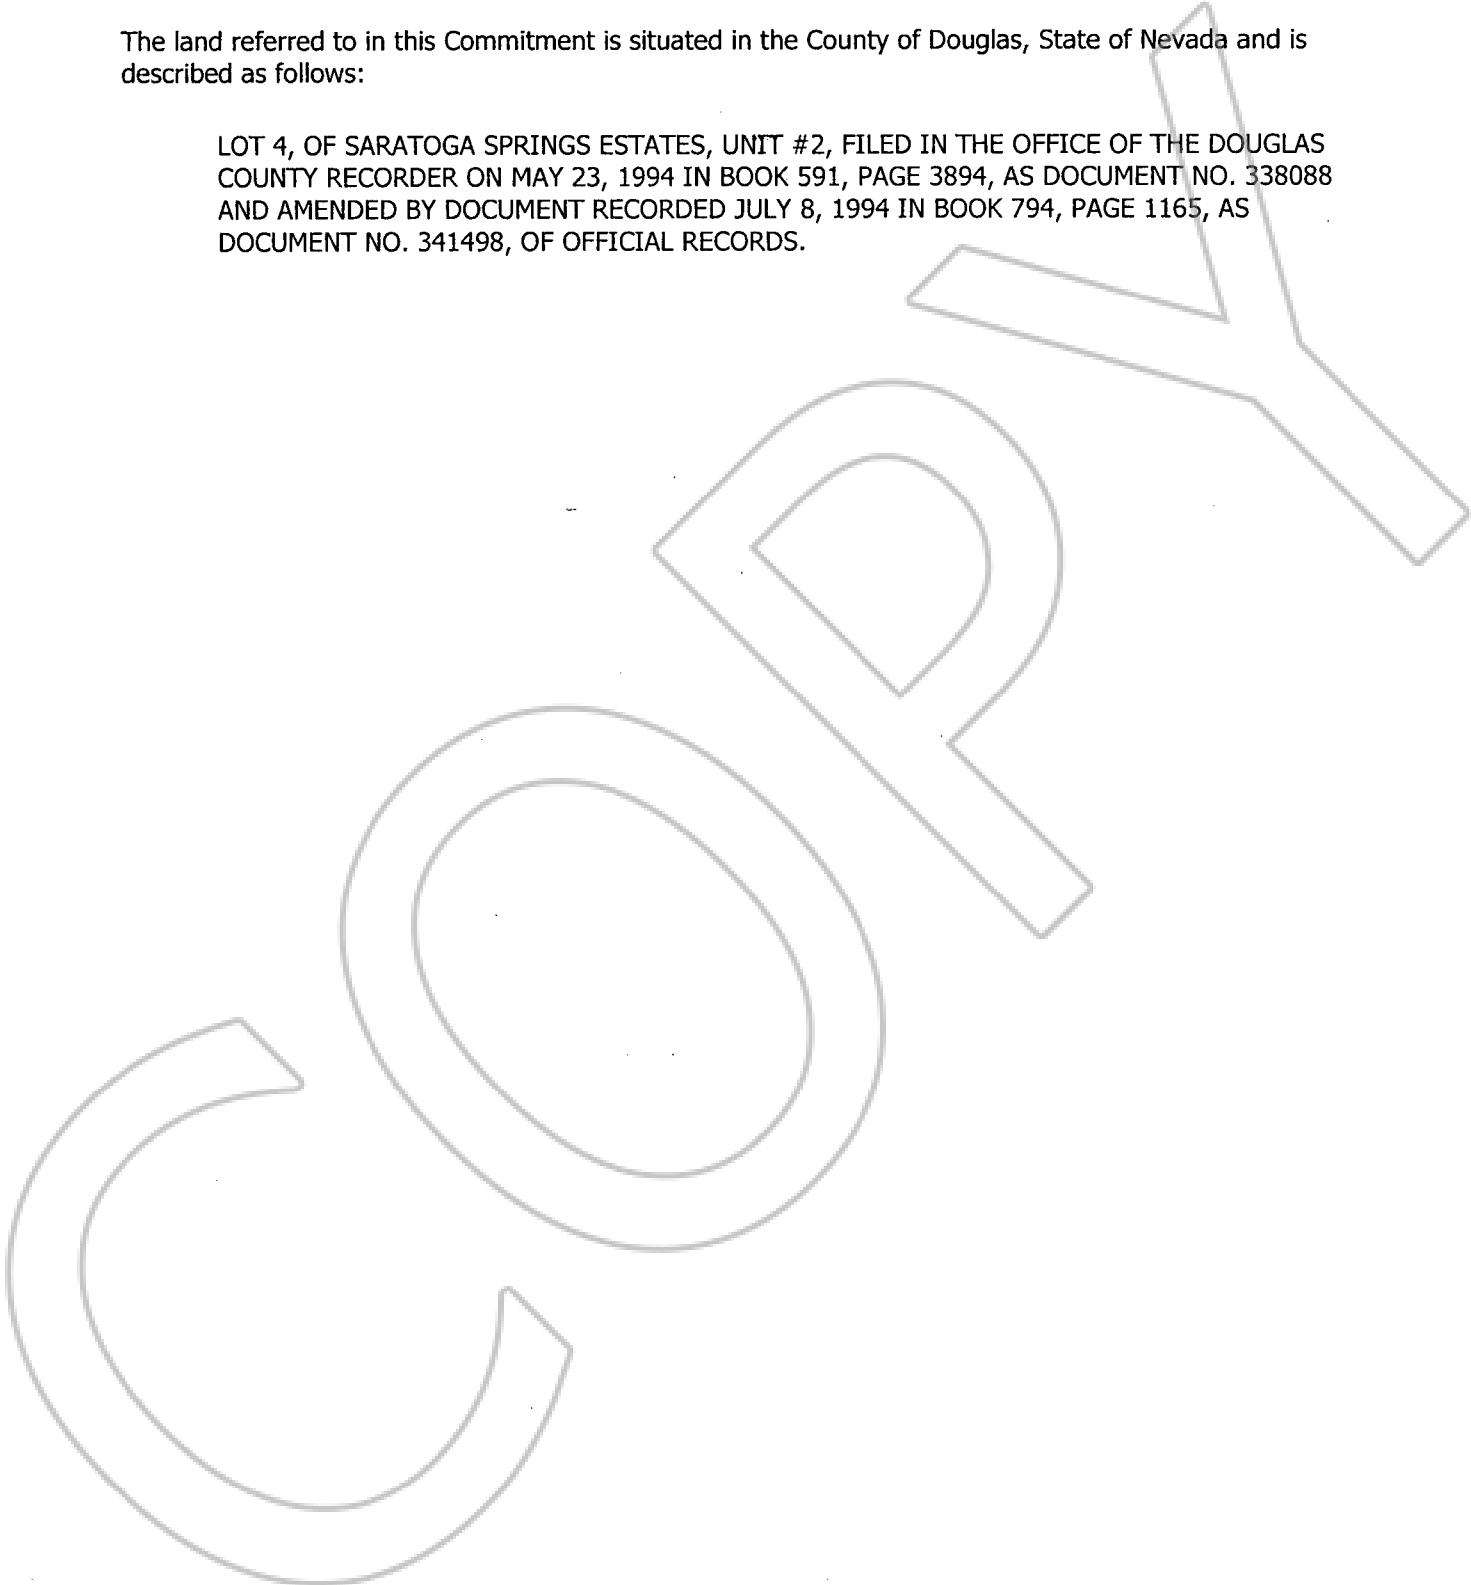 The land referred to in this Commitment is situated in the County of Douglas, State of Nevada and is
described as follows:
LOT 4, OF SARATOGA SPRINGS ESTATES, UNIT #2, FILED IN THE OFFICE OF THE DOUGLAS
COUNTY RECORDER ON MAY 23, 1994 IN BOOK 591, PAGE 3894, AS DOCUMENT NO. 338088
AND AMENDED BY DOCUMENT RECORDED JULY 8, 1994 IN BOOK 794, PAGE 1165, AS
DOCUMENT NO. 341498, OF OFFICIAL RECORDS.
COPY